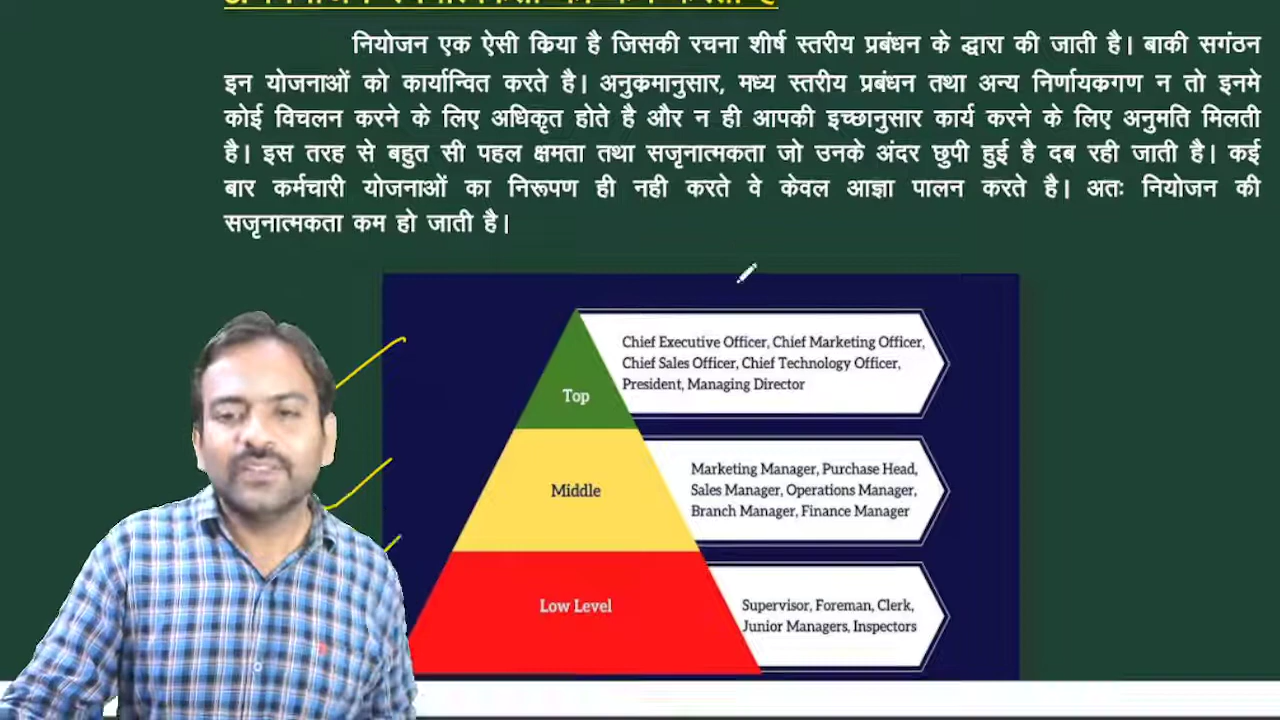 नियोजन एक ऐसी क्रिया है जिसकी रचना शीर्ष स्तरीय प्रबंधन के द्धारा की जाती है। बाकी सगंठन
इन योजनाओं को कार्यान्वित करते है। अनुक्रमानुसार, मध्य स्तरीय प्रबंधन तथा अन्य निर्णायकगण न तो इनमे
कोई विचलन करने के लिए अधिकृत होते है और न ही आपकी इच्छानुसार कार्य करने के लिए अनुमति मिलती
है। इस तरह से बहुत सी पहल क्षमता तथा सजृनात्मकता जो उनके अंदर छुपी हुई है दब रही जाती है। कई
बार कर्मचारी योजनाओं का निरूपण ही नही करते वे केवल आज्ञा पालन करते है। अतः नियोजन की
सजृनात्मकता कम हो जाती है।
Chief Executive Officer, Chief Marketing Officer,
Chief Sales Officer, Chief Technology Officer,
President, Managing Director
Top
Marketing Manager, Purchase Head,
Sales Manager, Operations Manager,
Branch Manager, Finance Manager
Middle
Supervisor, Foreman, Clerk,
Junior Managers, Inspectors
Low Level